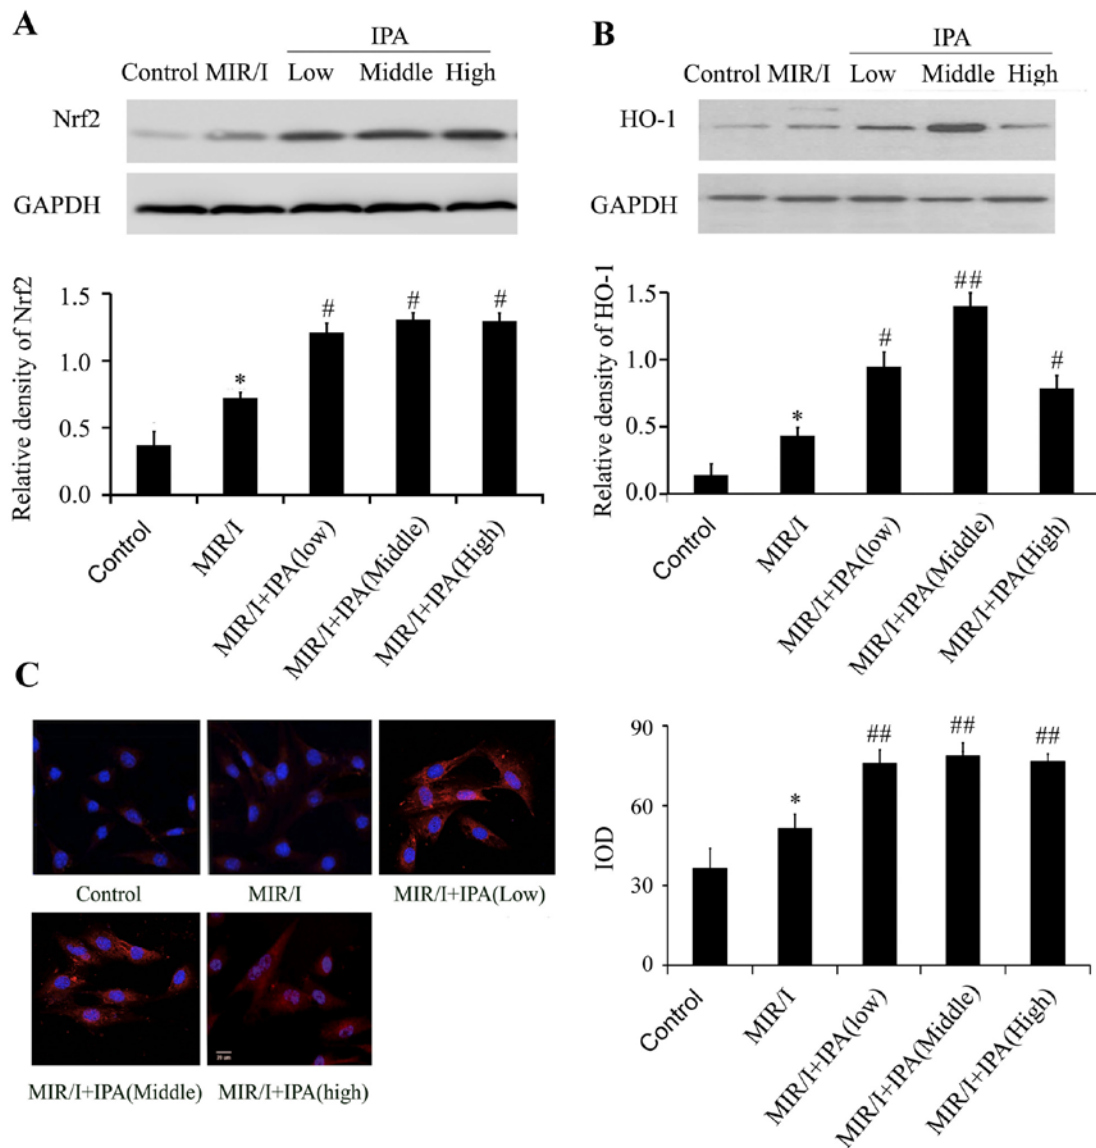 A
IPA
Control MIR/I Low Middle High
Nrf2
GAPDH
Relative density of Nrf2
1.5
1.0
0.5
0.0
* # # #
Control
MIR/I
MIR/I+IPA(low)
MIR/I+IPA(Middle)
MIR/I+IPA(High)
B
IPA
Control MIR/I Low Middle High
HO-1
GAPDH
Relative density of HO-1
1.5
1.0
0.5
0.0
* # ## #
Control
MIR/I
MIR/I+IPA(low)
MIR/I+IPA(Middle)
MIR/I+IPA(High)
C
Control MIR/I MIR/I+IPA(Low)
MIR/I+IPA(Middle) MIR/I+IPA(high)
IOD
90
60
30
0
* ## ## ##
Control
MIR/I
MIR/I+IPA(low)
MIR/I+IPA(Middle)
MIR/I+IPA(High)